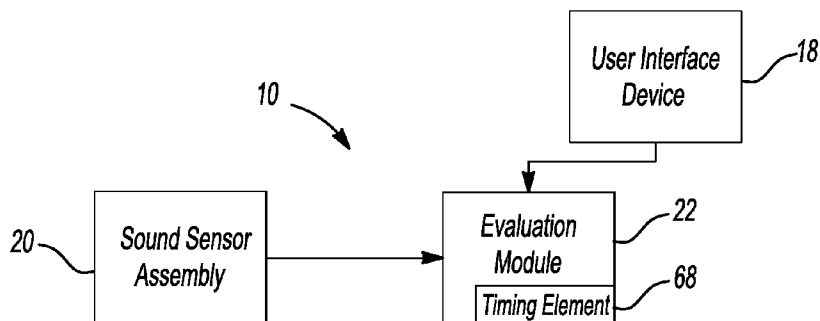 User Interface
Device
18
10
20
Sound Sensor
Assembly
Evaluation
Module
22
Timing Element
68